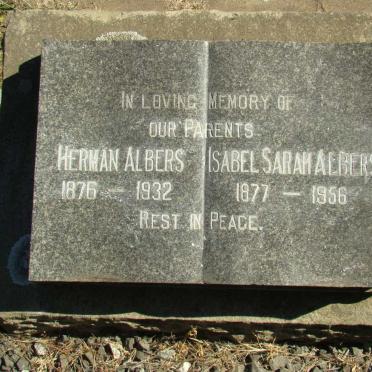 IN LOVING MEMORY OF
OUR PARENTS
HERMAN ALBERS ISABEL SARAH ALBERS
1876 — 1932 1877 — 1956
REST IN PEACE.